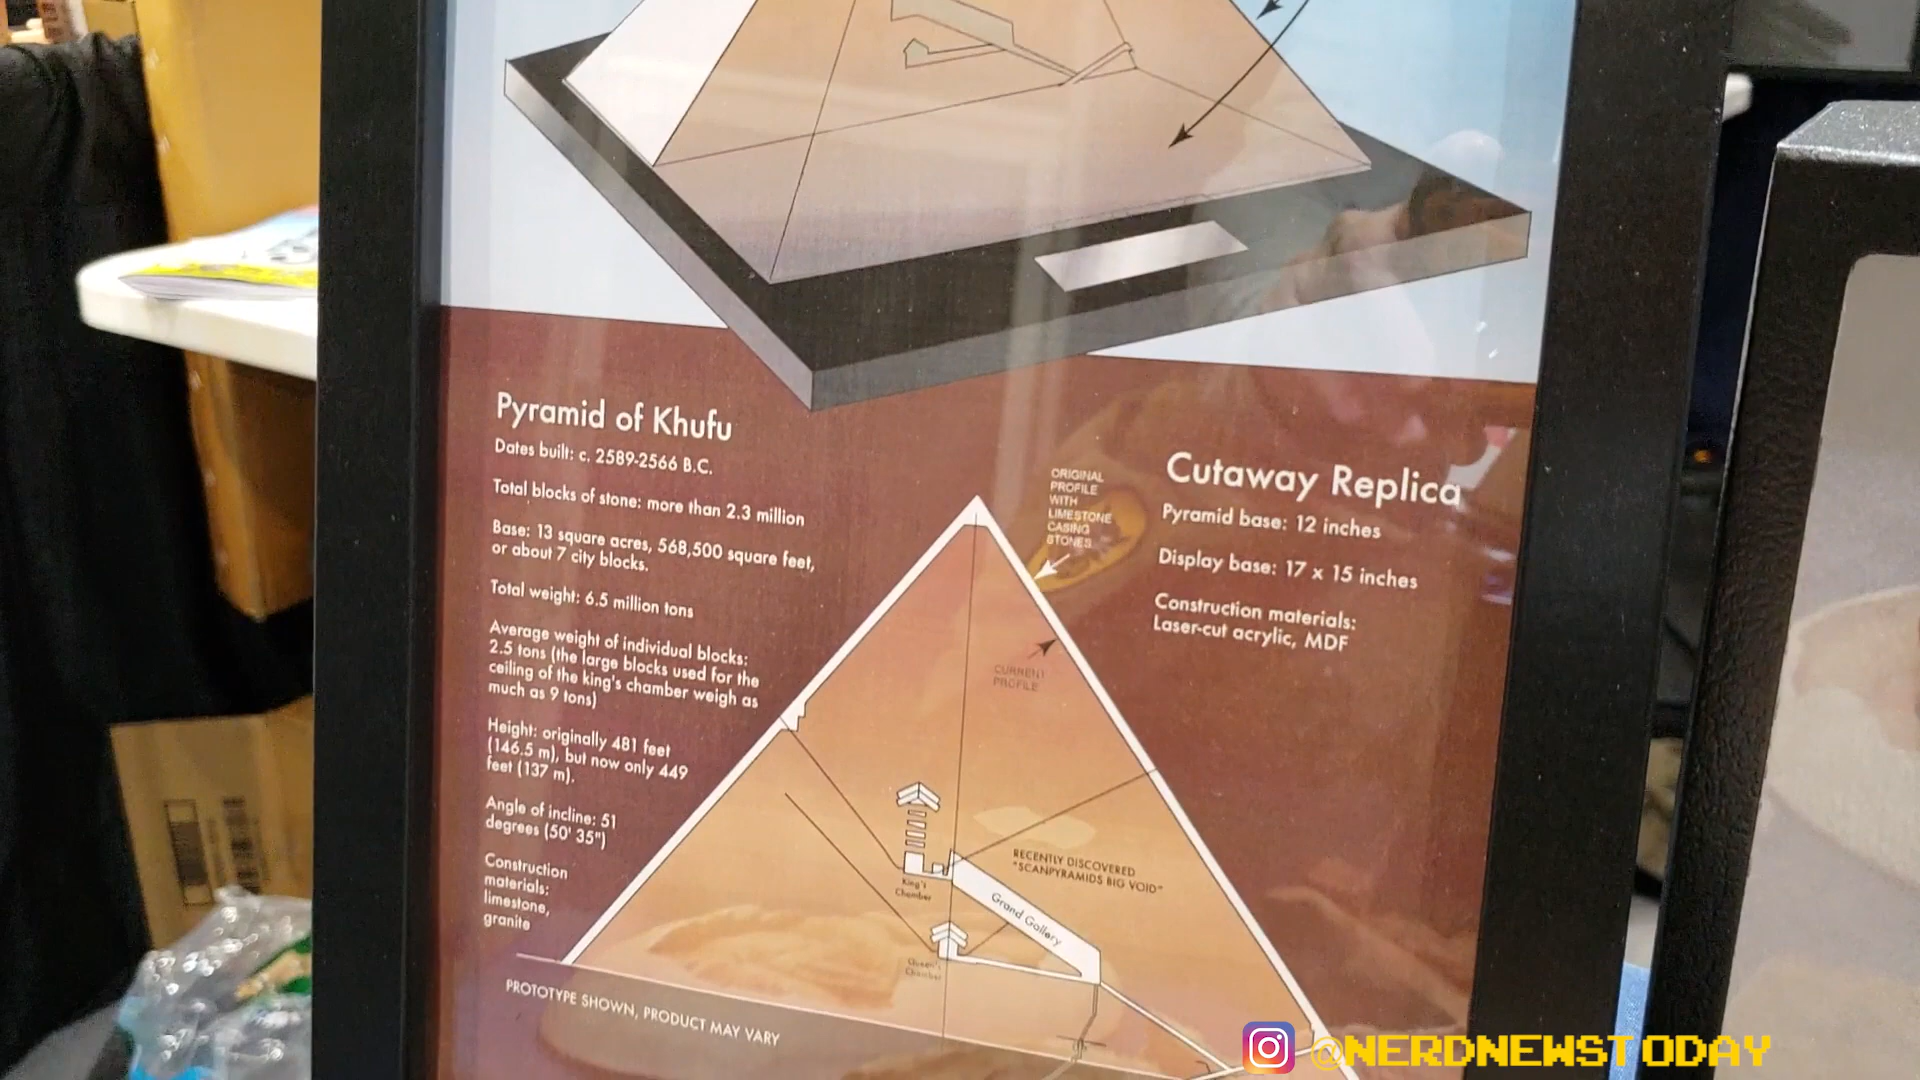 Pyramid of Khufu
Dates built: c. 2589-2566 B.C.
Total blocks of stone: more than 2.3 million
Base: 13 square acres, 568,500 square feet,
or about 7 city blocks.
Total weight: 6.5 million tons
Average weight of individual blocks:
2.5 tons (the large blocks used for the
ceiling of the king's chamber weigh as
much as 9 tons)
Height: originally 481 feet
(146.5 m), but now only 449
feet (137 m).
Angle of incline: 51
degrees (50' 35")
Construction
materials:
limestone,
granite
PROTOTYPE SHOWN, PRODUCT MAY VARY
ORIGINAL
PROFILE
WITH
LIMESTONE
CASING
STONES
CURRENT
PROFILE
King's
Chamber
Grand Gallery
RECENTLY DISCOVERED
"SCANPYRAMIDS BIG VOID"
Queen's
Chamber
Cutaway Replica
Pyramid base: 12 inches
Display base: 17 x 15 inches
Construction materials:
Laser-cut acrylic, MDF
@NERDNEWSTODAY